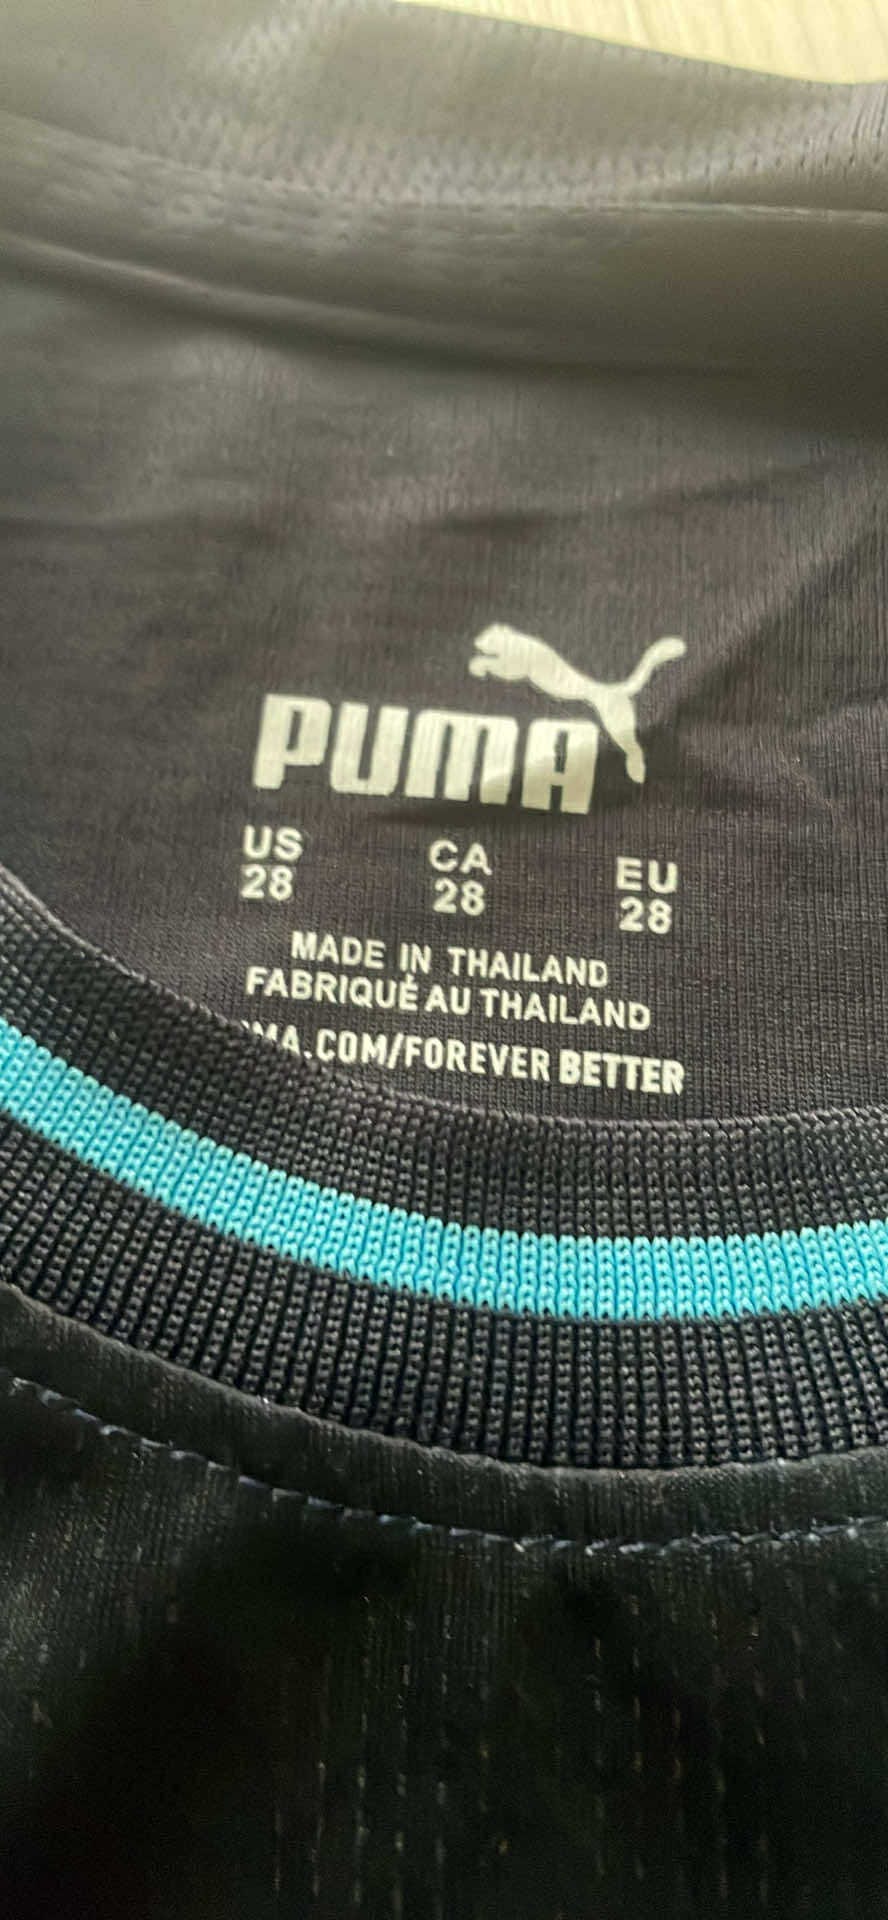 PUMA
US CA EU
28 28 28
MADE IN THAILAND
FABRIQUÉ AU THAILAND
MA.COM/FOREVER BETTER